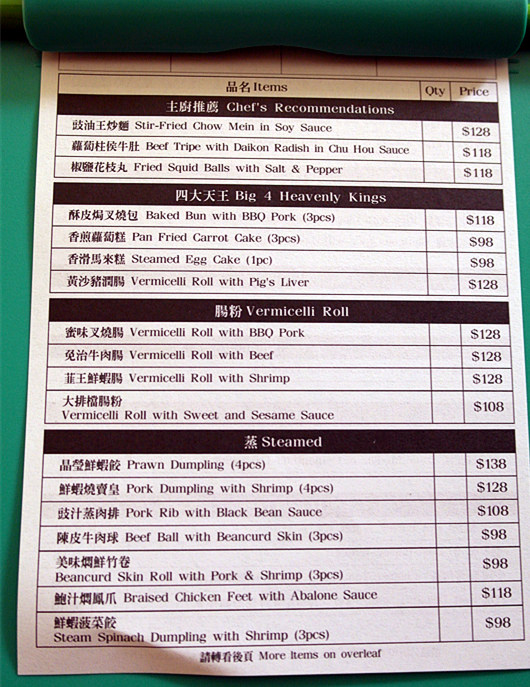 品名 Items Qty Price
主廚推薦 Chef's Recommendations
豉油王炒麵 Stir-Fried Chow Mein in Soy Sauce $128
蘿蔔柱侯牛肚 Beef Tripe with Daikon Radish in Chu Hou Sauce $118
椒鹽花枝丸 Fried Squid Balls with Salt & Pepper $118
四大天王 Big 4 Heavenly Kings
酥皮焗叉燒包 Baked Bun with BBQ Pork (3pcs) $118
香煎蘿蔔糕 Pan Fried Carrot Cake (3pcs) $98
香滑馬來糕 Steamed Egg Cake (1pc) $98
黃沙豬潤腸 Vermicelli Roll with Pig's Liver $128
腸粉 Vermicelli Roll
蜜味叉燒腸 Vermicelli Roll with BBQ Pork $128
免治牛肉腸 Vermicelli Roll with Beef $128
韮王鮮蝦腸 Vermicelli Roll with Shrimp $128
大排檔腸粉
Vermicelli Roll with Sweet and Sesame Sauce $108
蒸 Steamed
晶瑩鮮蝦餃 Prawn Dumpling (4pcs) $138
鮮蝦燒賣皇 Pork Dumpling with Shrimp (4pcs) $128
豉汁蒸肉排 Pork Rib with Black Bean Sauce $108
陳皮牛肉球 Beef Ball with Beancurd Skin (3pcs) $98
美味燜鮮竹卷
Beancurd Skin Roll with Pork & Shrimp (3pcs) $98
鮑汁燜鳳爪 Braised Chicken Feet with Abalone Sauce $118
鮮蝦菠菜餃
Steam Spinach Dumpling with Shrimp (3pcs) $98
請轉看後頁 More Items on overleaf